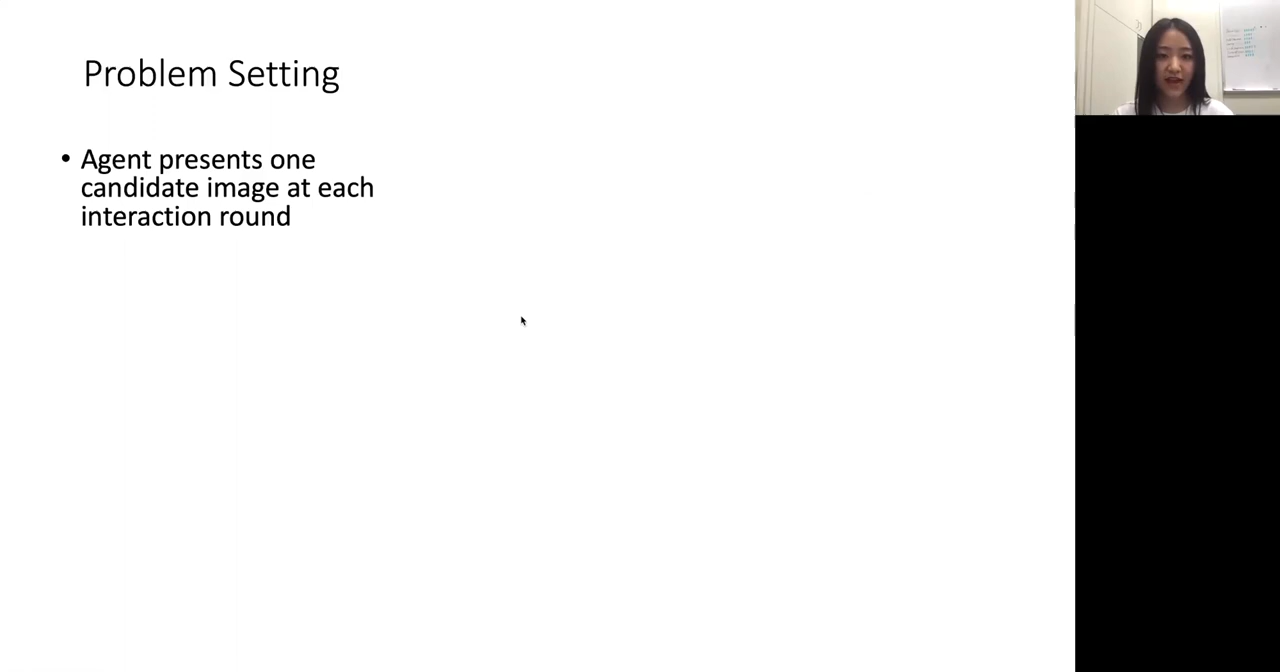 Problem Setting
• Agent presents one
candidate image at each
interaction round